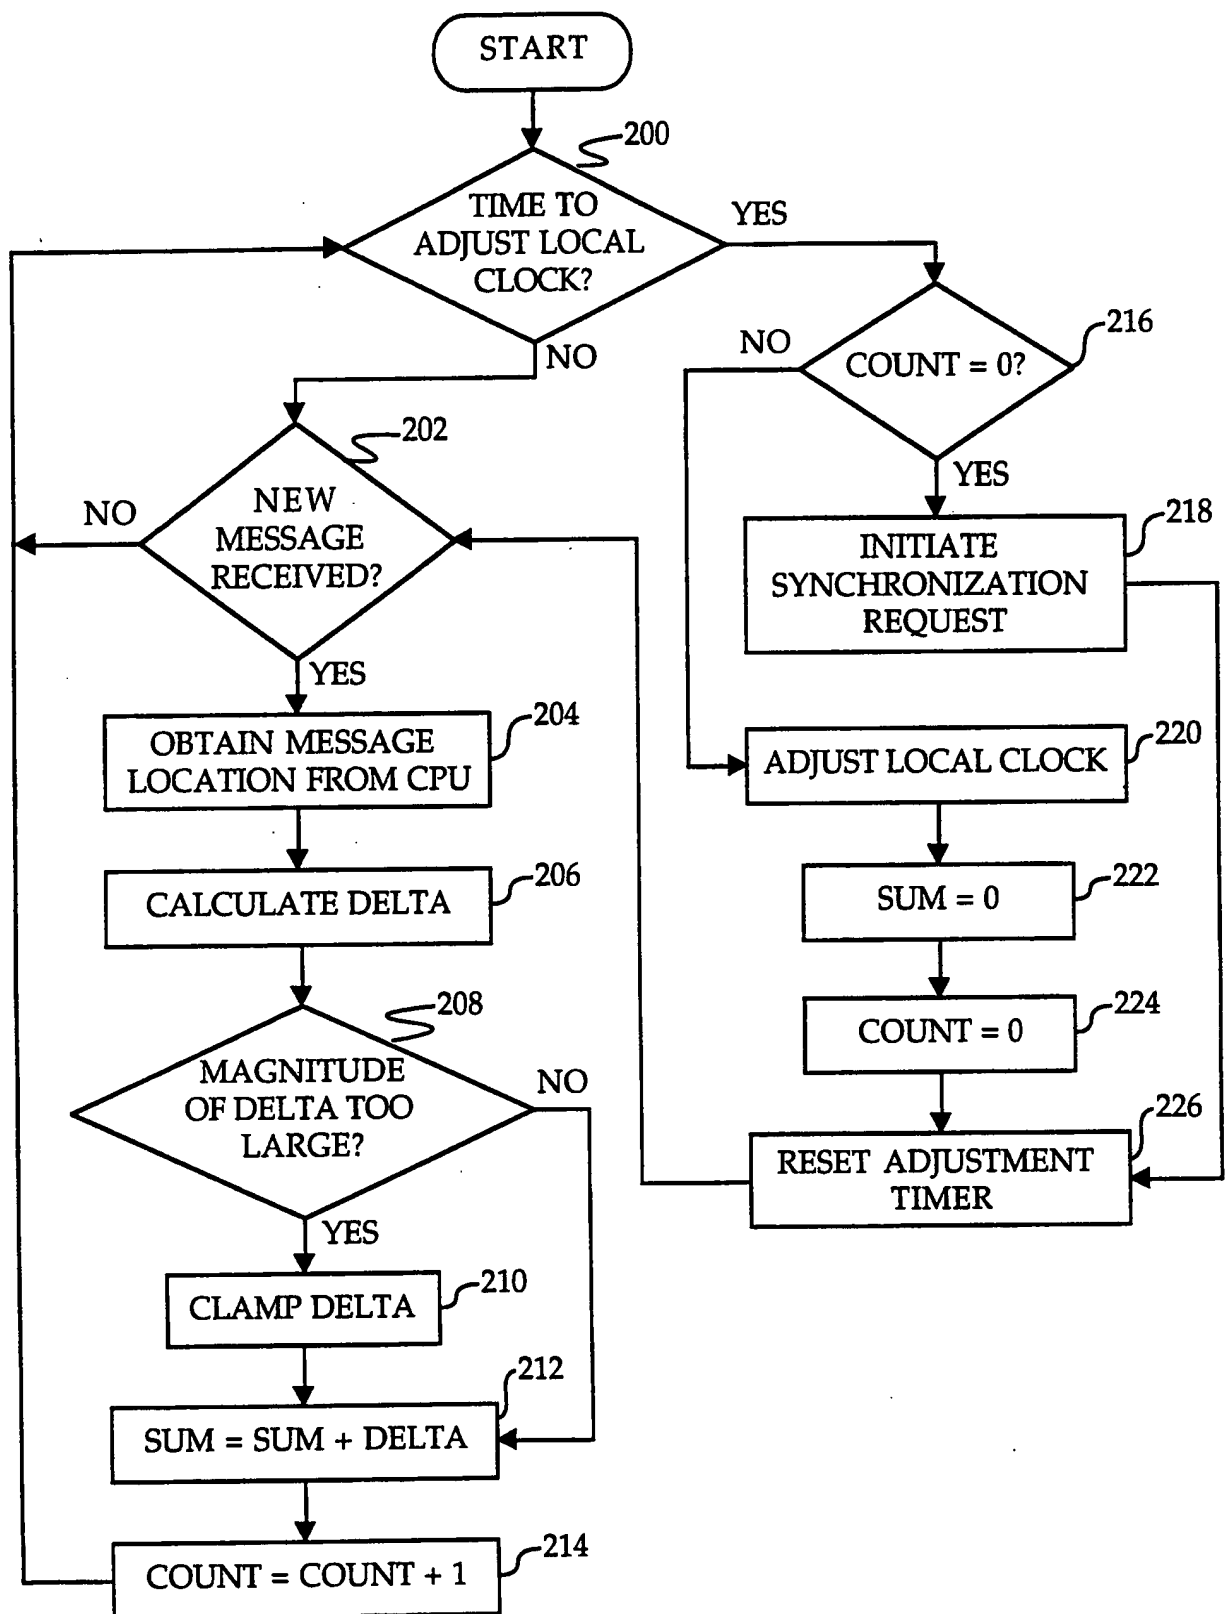 START
200
TIME TO
ADJUST LOCAL
CLOCK?
YES
NO
216
COUNT = 0?
NO
YES
202
NEW
MESSAGE
RECEIVED?
NO
YES
218
INITIATE
SYNCHRONIZATION
REQUEST
204
OBTAIN MESSAGE
LOCATION FROM CPU
220
ADJUST LOCAL CLOCK
206
CALCULATE DELTA
222
SUM = 0
208
MAGNITUDE
OF DELTA TOO
LARGE?
NO
YES
224
COUNT = 0
226
RESET ADJUSTMENT
TIMER
210
CLAMP DELTA
212
SUM = SUM + DELTA
214
COUNT = COUNT + 1